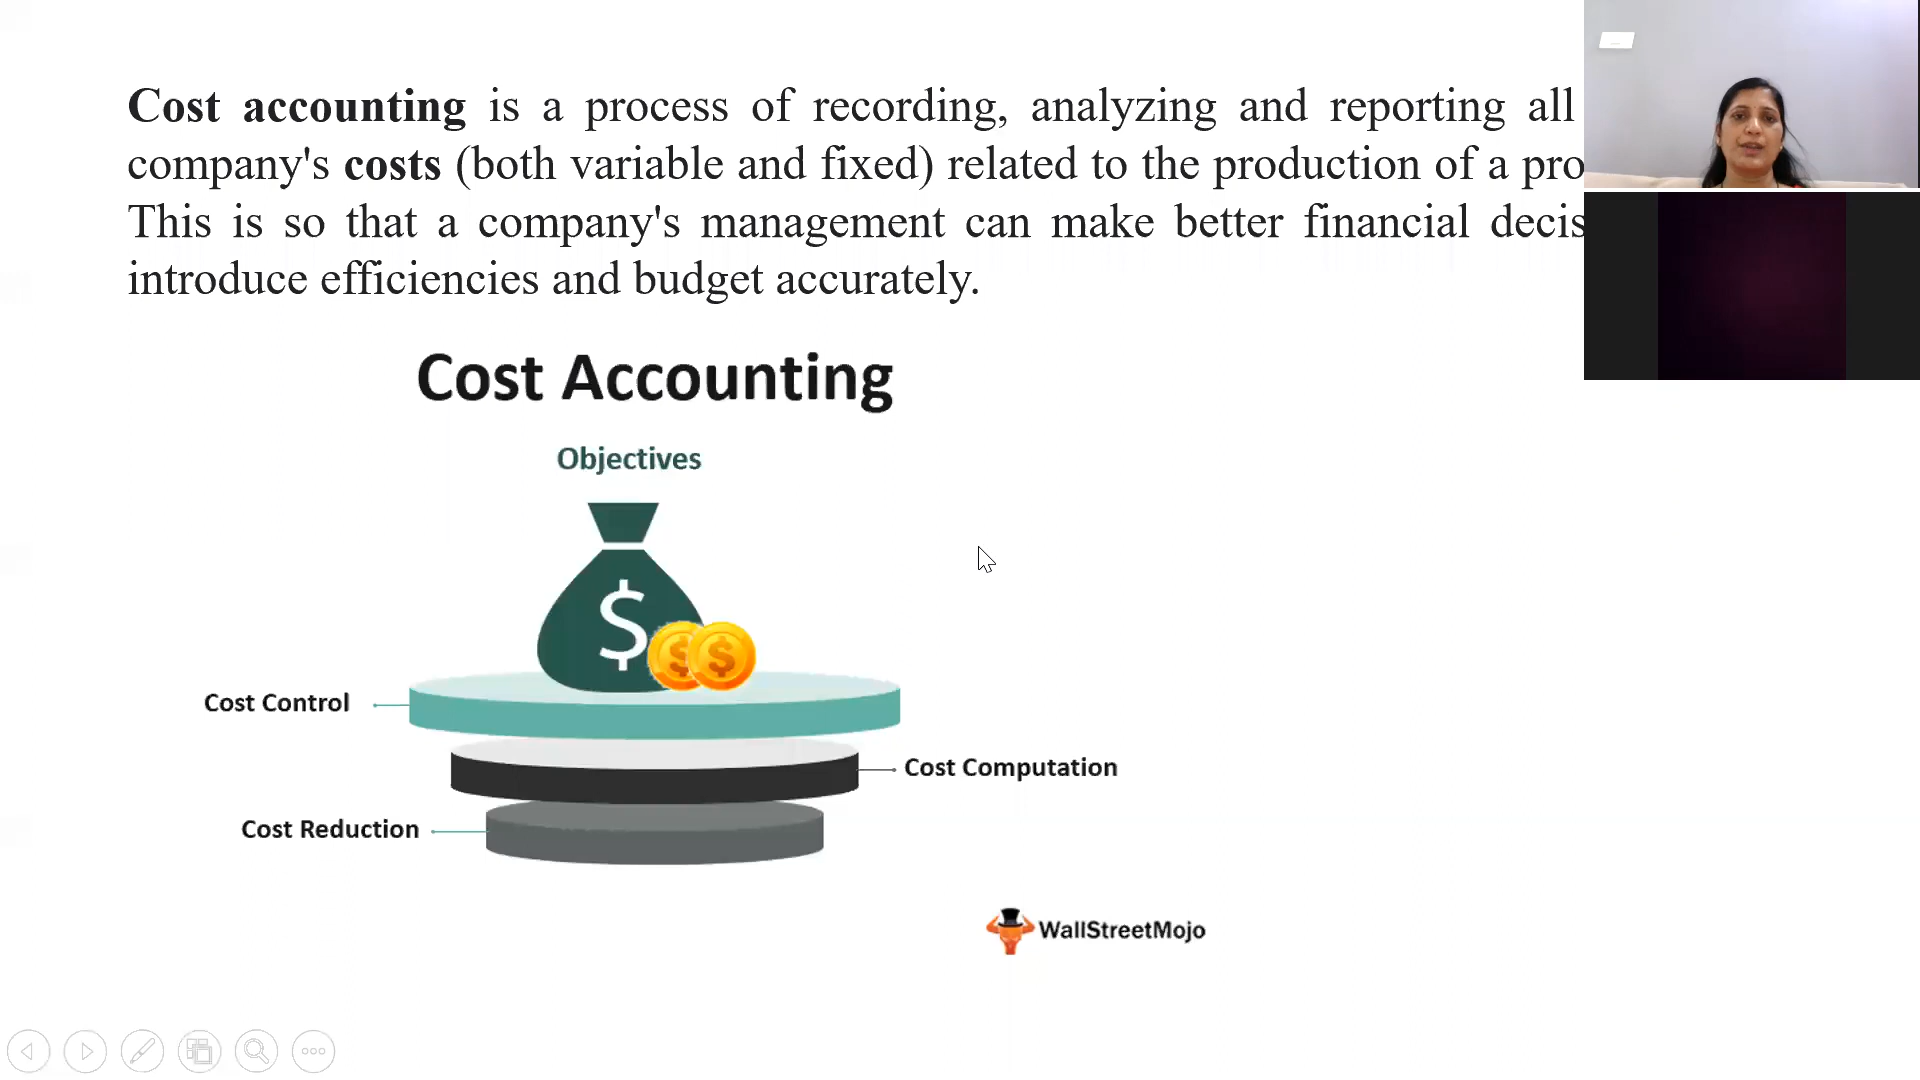 Cost accounting is a process of recording, analyzing and reporting all
company's costs (both variable and fixed) related to the production of a pro
This is so that a company's management can make better financial decis
introduce efficiencies and budget accurately.
Cost Accounting
Objectives
$
$ $
Cost Control
Cost Computation
Cost Reduction
WallStreetMojo